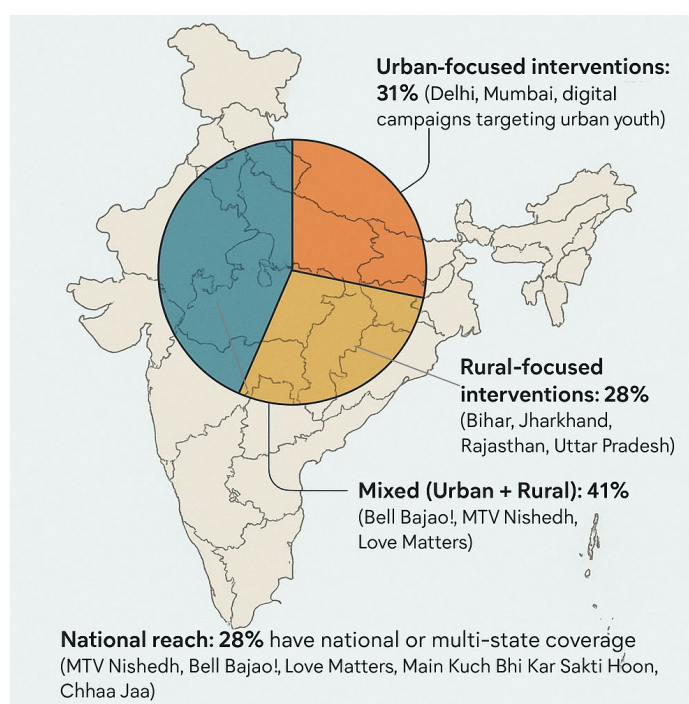 Urban-focused interventions:
31% (Delhi, Mumbai, digital
campaigns targeting urban youth)
Rural-focused
interventions: 28%
(Bihar, Jharkhand,
Rajasthan, Uttar Pradesh)
Mixed (Urban + Rural): 41%
(Bell Bajao!, MTV Nishedh,
Love Matters)
National reach: 28% have national or multi-state coverage
(MTV Nishedh, Bell Bajao!, Love Matters, Main Kuch Bhi Kar Sakti Hoon,
Chhaa Jaa)